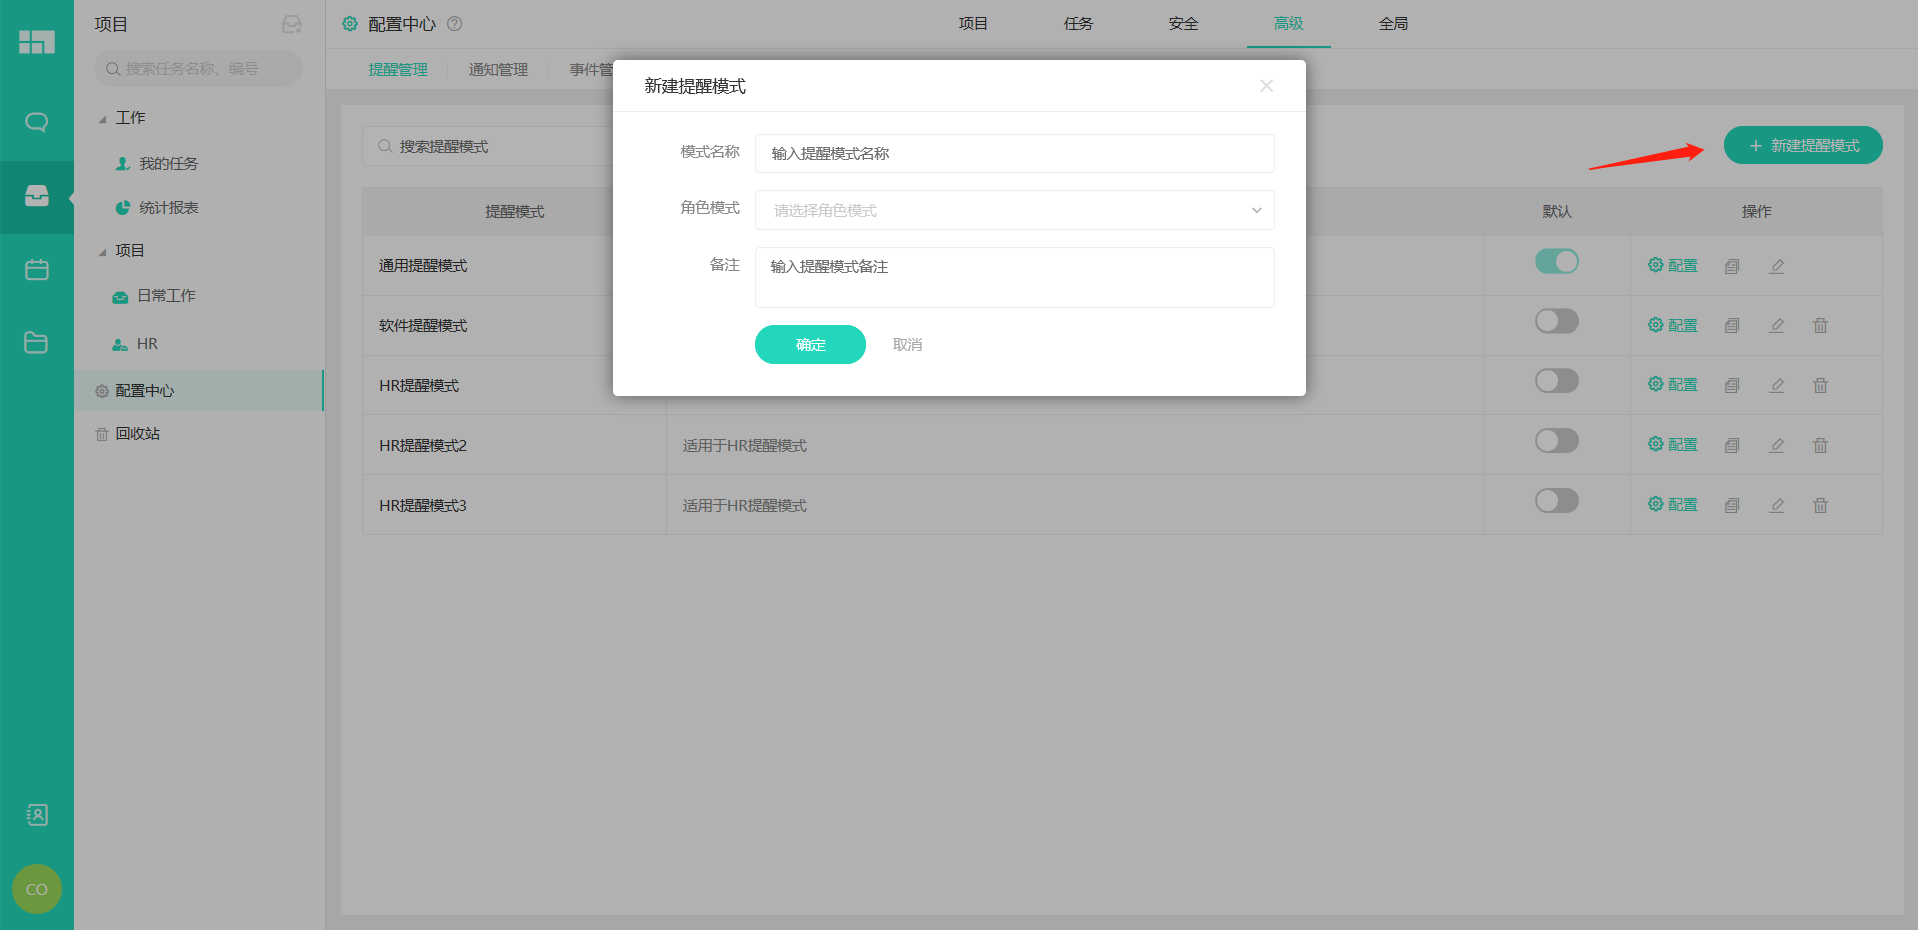 项目
搜索任务名称、编号
工作
我的任务
统计报表
项目
日常工作
HR
配置中心
回收站
CO
配置中心
项目 任务 安全 高级 全局
提醒管理 通知管理 事件管
搜索提醒模式
新建提醒模式
提醒模式 默认 操作
通用提醒模式 配置
软件提醒模式 配置
HR提醒模式 配置
HR提醒模式2 适用于HR提醒模式 配置
HR提醒模式3 适用于HR提醒模式 配置
新建提醒模式
模式名称 输入提醒模式名称
角色模式 请选择角色模式
备注 输入提醒模式备注
确定 取消